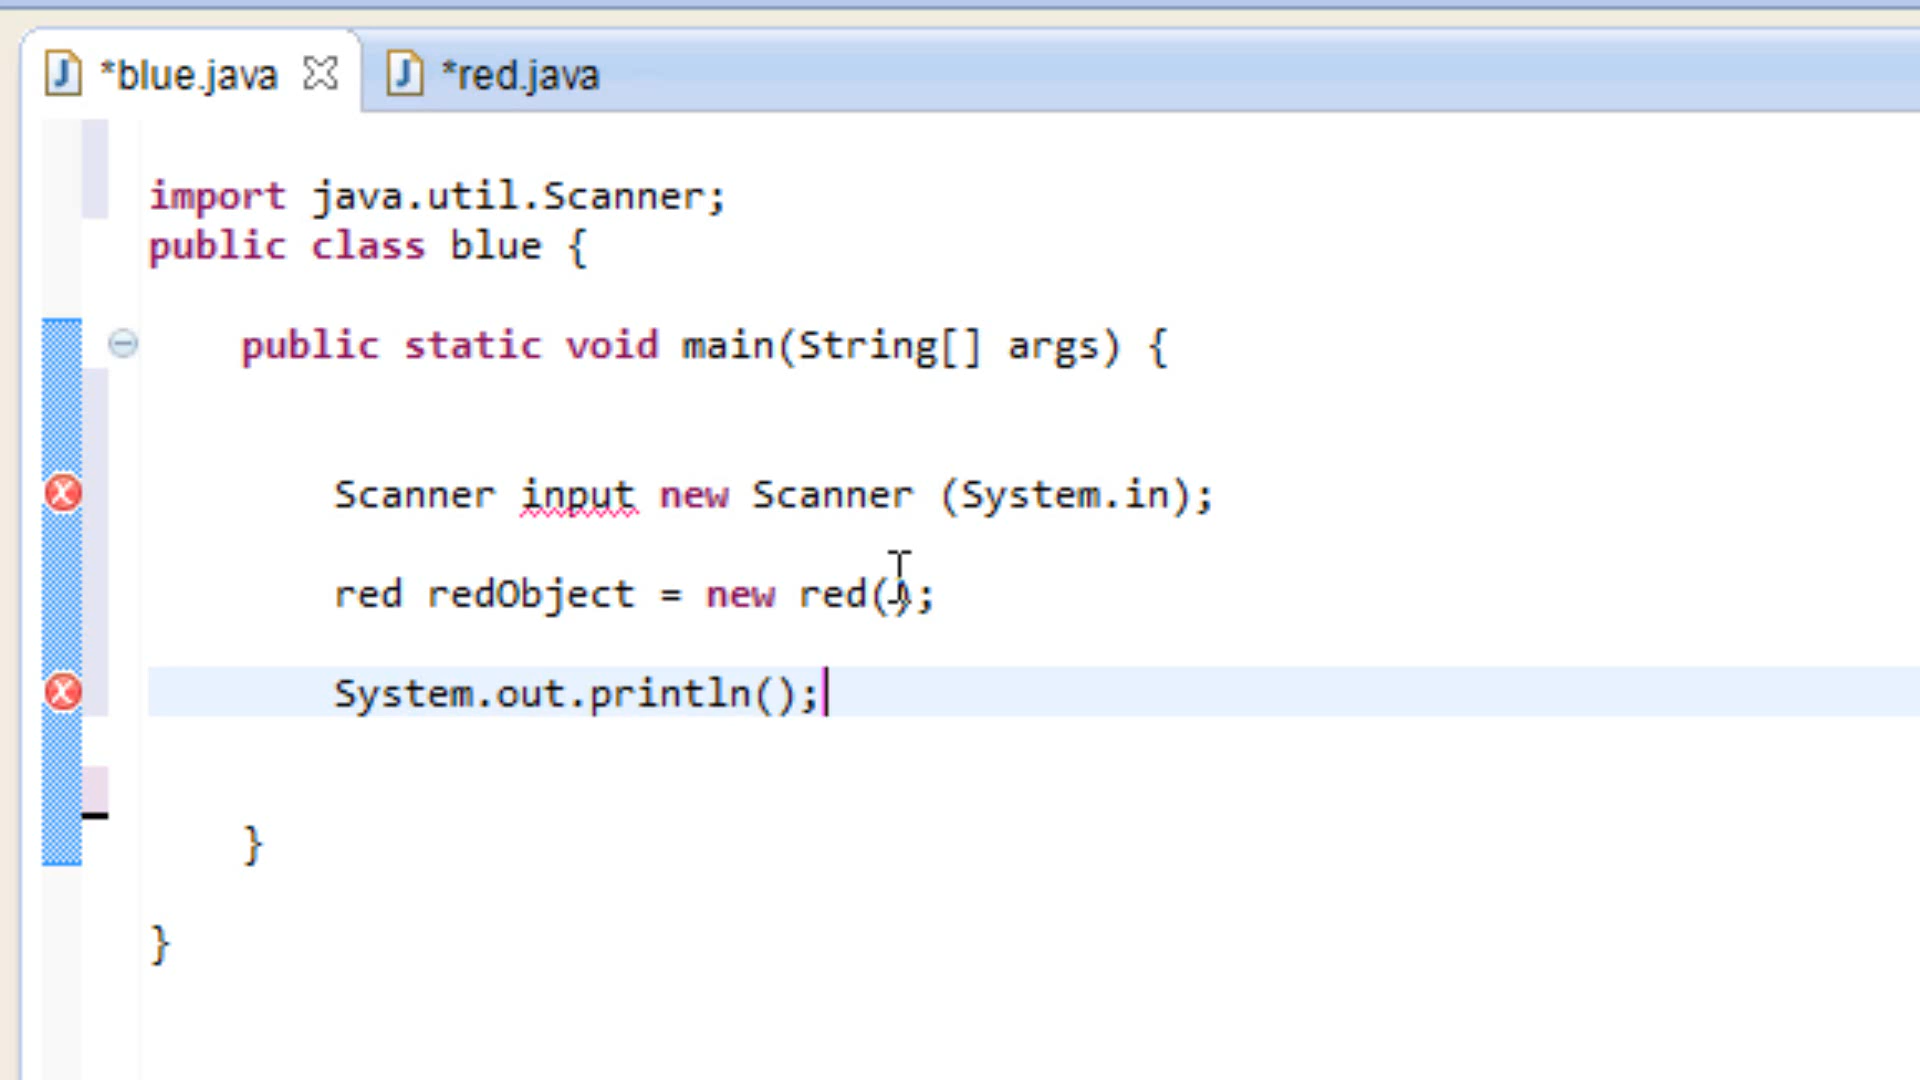 *blue.java *red.java
import java.util.Scanner;
public class blue {
public static void main(String[] args) {
Scanner input new Scanner (System.in);
red redObject = new red();
System.out.println();
}
}